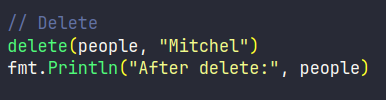 // Delete
delete(people, "Mitchel")
fmt.Println("After delete:", people)